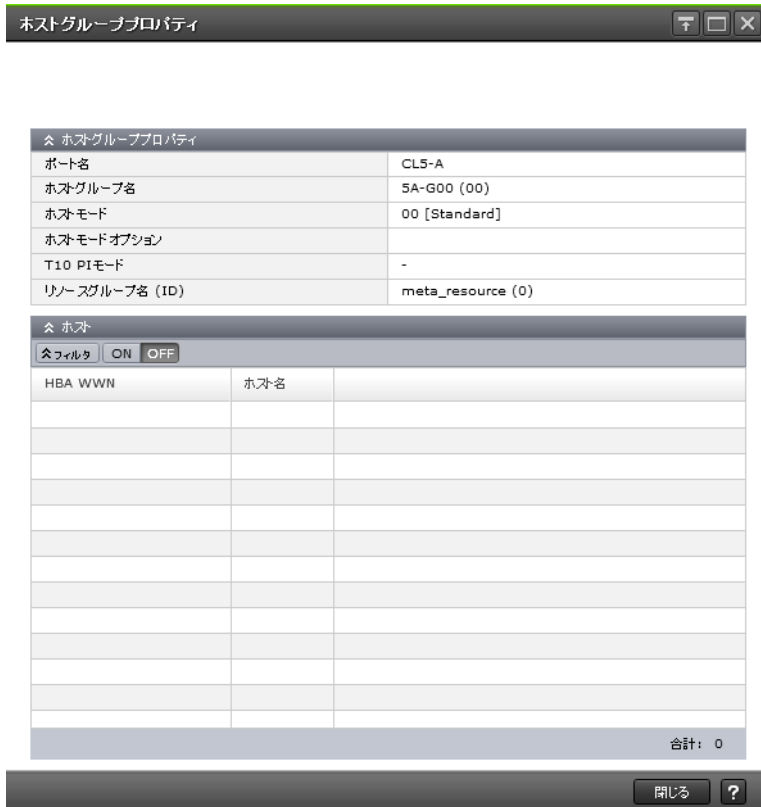 ホストグループプロパティ
ホストグループプロパティ
ポート名 CL5-A
ホストグループ名 5A-G00 (00)
ホストモード 00 [Standard]
ホストモードオプション
T10 PIモード -
リソースグループ名 (ID) meta_resource (0)
ホスト
フィルタ ON OFF
HBA WWN ホスト名
合計: 0
閉じる ?